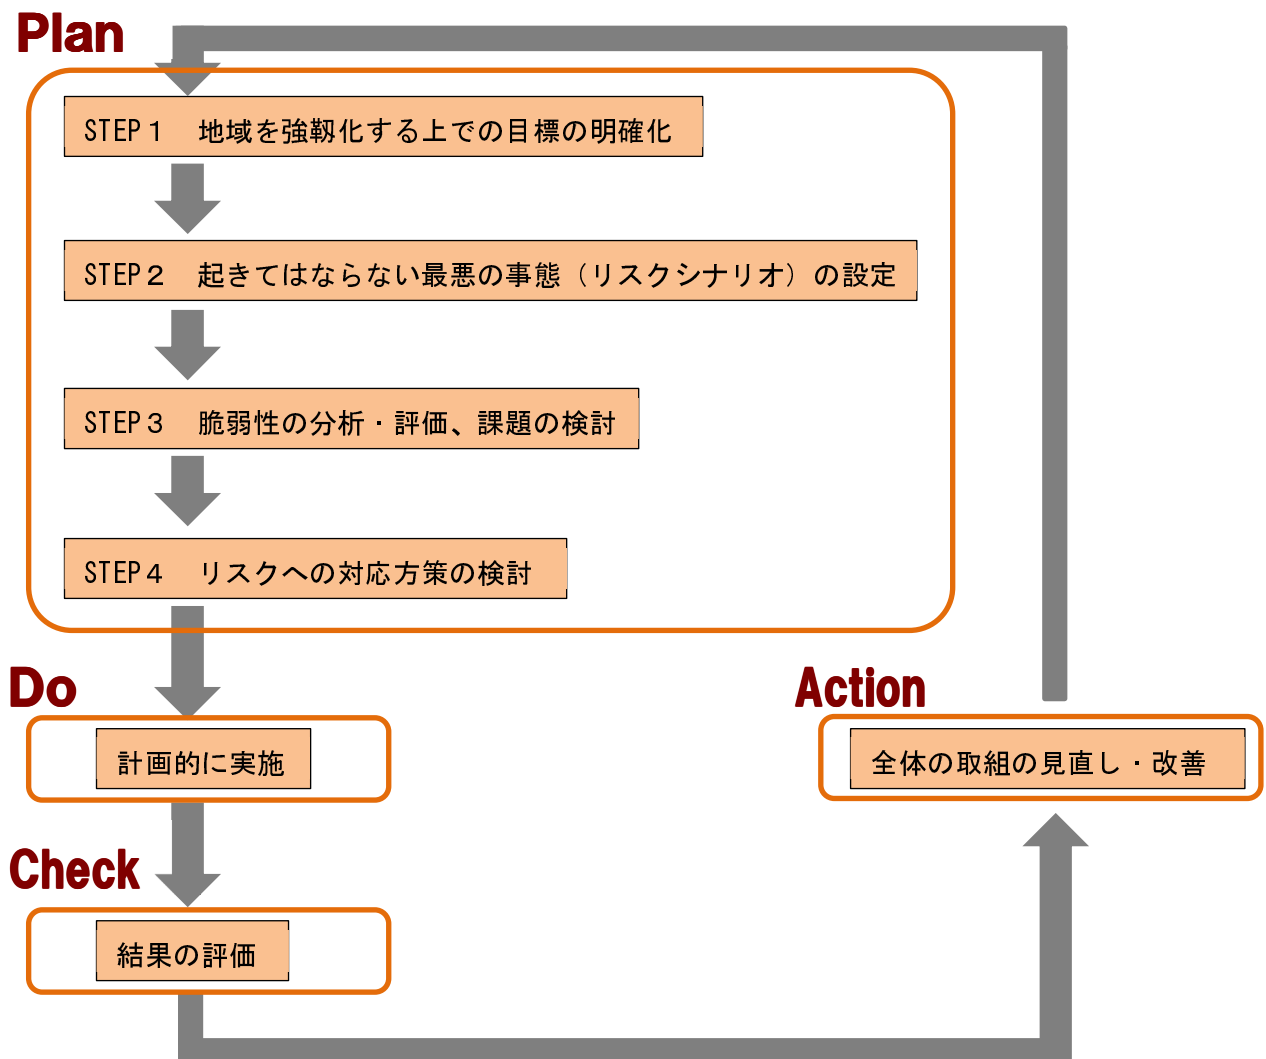 Plan
STEP１　地域を強靱化する上での目標の明確化
STEP２　起きてはならない最悪の事態（リスクシナリオ）の設定
STEP３　脆弱性の分析・評価、課題の検討
STEP４　リスクへの対応方策の検討
Do
計画的に実施
Action
全体の取組の見直し・改善
Check
結果の評価